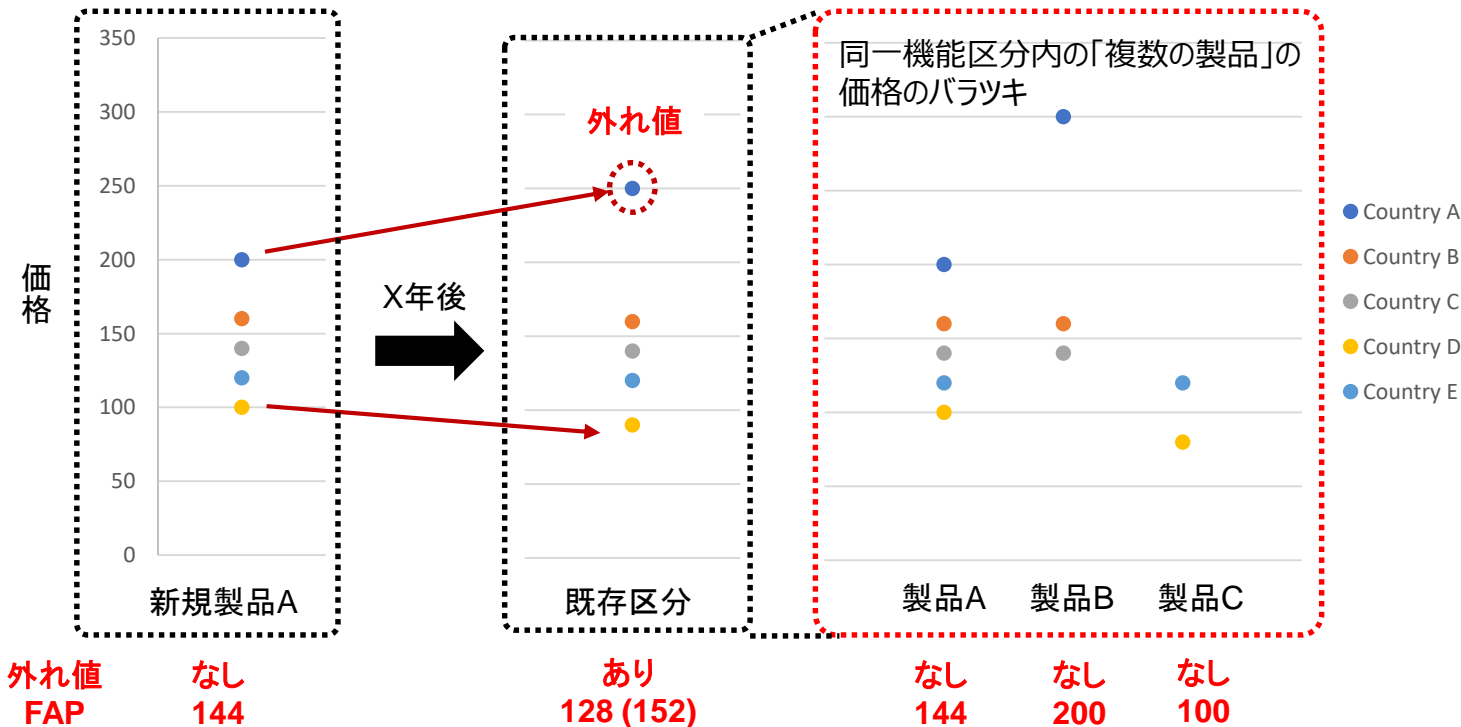 350
300
250
200
150
100
50
0
価格
新規製品A
X年後
外れ値
既存区分
同一機能区分内の「複数の製品」の
価格のバラツキ
製品A 製品B 製品C
Country A
Country B
Country C
Country D
Country E
外れ値 なし あり なし なし なし
FAP 144 128 (152) 144 200 100